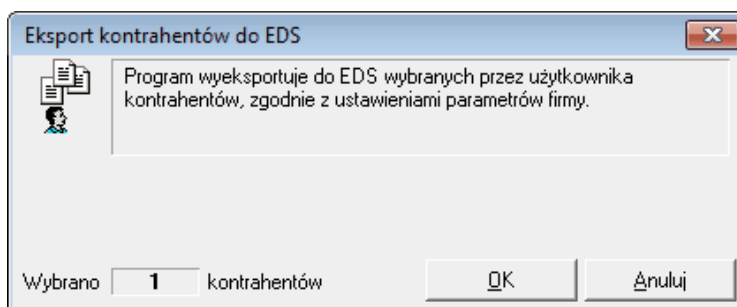 Eksport kontrahentów do EDS
Program wyeksportuje do EDS wybranych przez użytkownika
kontrahentów, zgodnie z ustawieniami parametrów firmy.
Wybrano 1 kontrahentów OK Anuluj